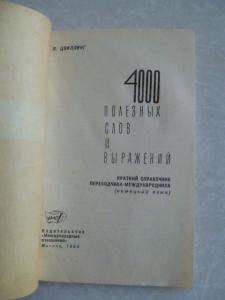 ЦВИЛЛИНГ
4000
ПОЛЕЗНЫХ
СЛОВ
И
ВЫРАЖЕНИЙ
КРАТКИЙ СПРАВОЧНИК
ПЕРЕВОДЧИКА-МЕЖДУНАРОДНИКА
(немецкий язык)
Издательство
«Международные
отношения»
Москва,